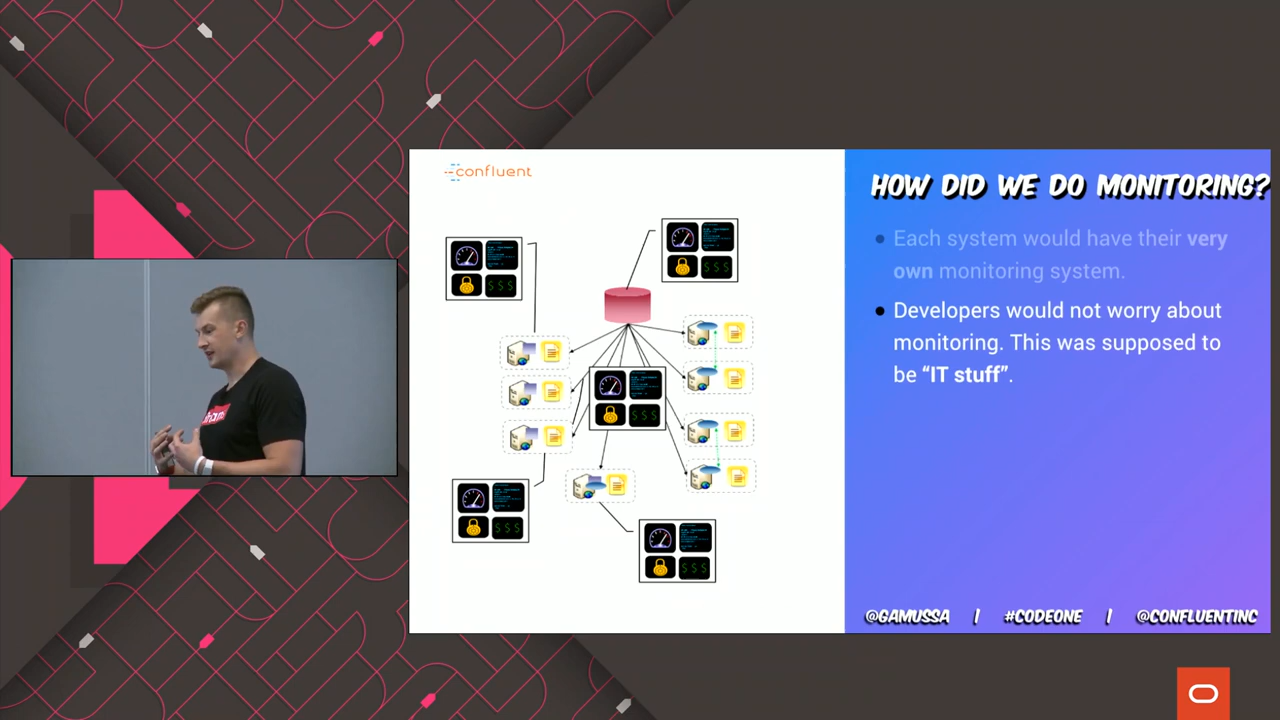 confluent
HOW DID WE DO MONITORING?
Each system would have their very
own monitoring system.
Developers would not worry about
monitoring. This was supposed to
be “IT stuff”.
$ $ $
$ $ $
$ $ $
$ $ $
$ $ $
@GAMUSSA | #CODEONE | @CONFLUENTINC